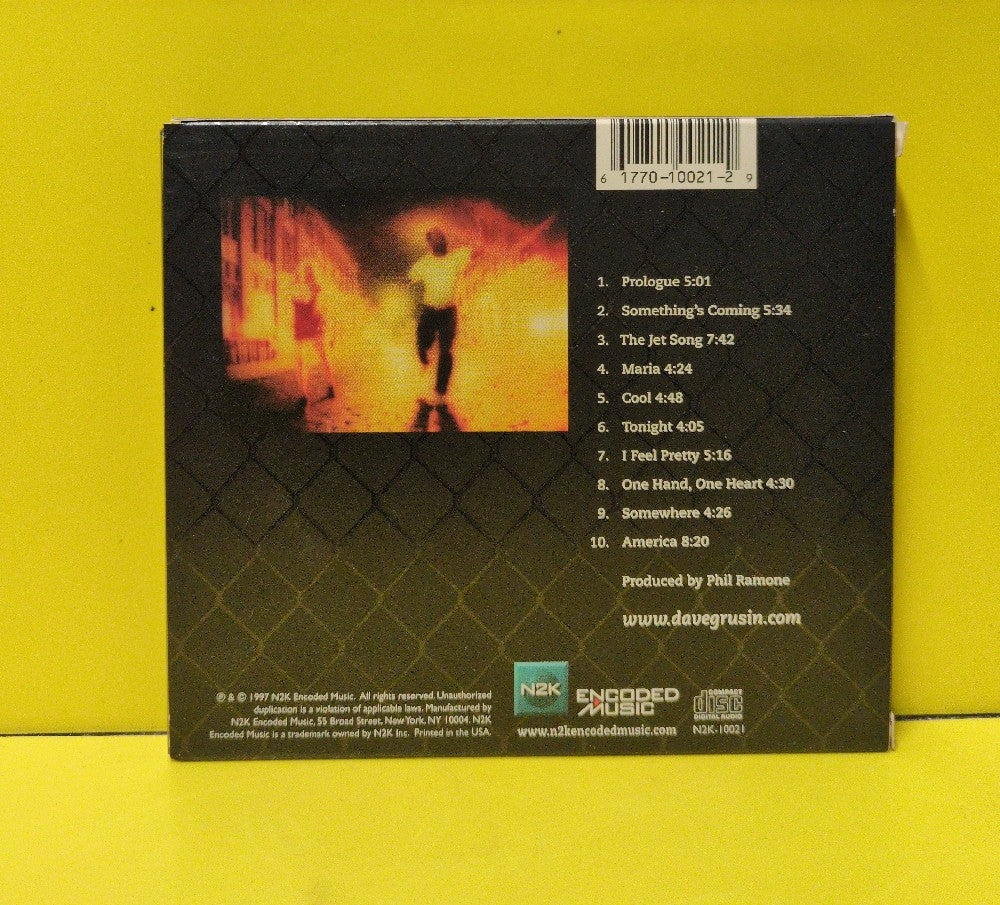 6 1770-10021-2 9
1. Prologue 5:01
2. Something's Coming 5:34
3. The Jet Song 7:42
4. Maria 4:24
5. Cool 4:48
6. Tonight 4:05
7. I Feel Pretty 5:16
8. One Hand, One Heart 4:30
9. Somewhere 4:26
10. America 8:20
Produced by Phil Ramone
www.davegrusin.com
℗ & © 1997 N2K Encoded Music. All rights reserved. Unauthorized
duplication is a violation of applicable laws. Manufactured by
N2K Encoded Music, 55 Broad Street, New York, NY 10004. N2K
Encoded Music is a trademark owned by N2K Inc. Printed in the USA.
N2K
ENCODED
MUSIC
www.n2kencodedmusic.com
COMPACT
disc
DIGITAL AUDIO
N2K-10021